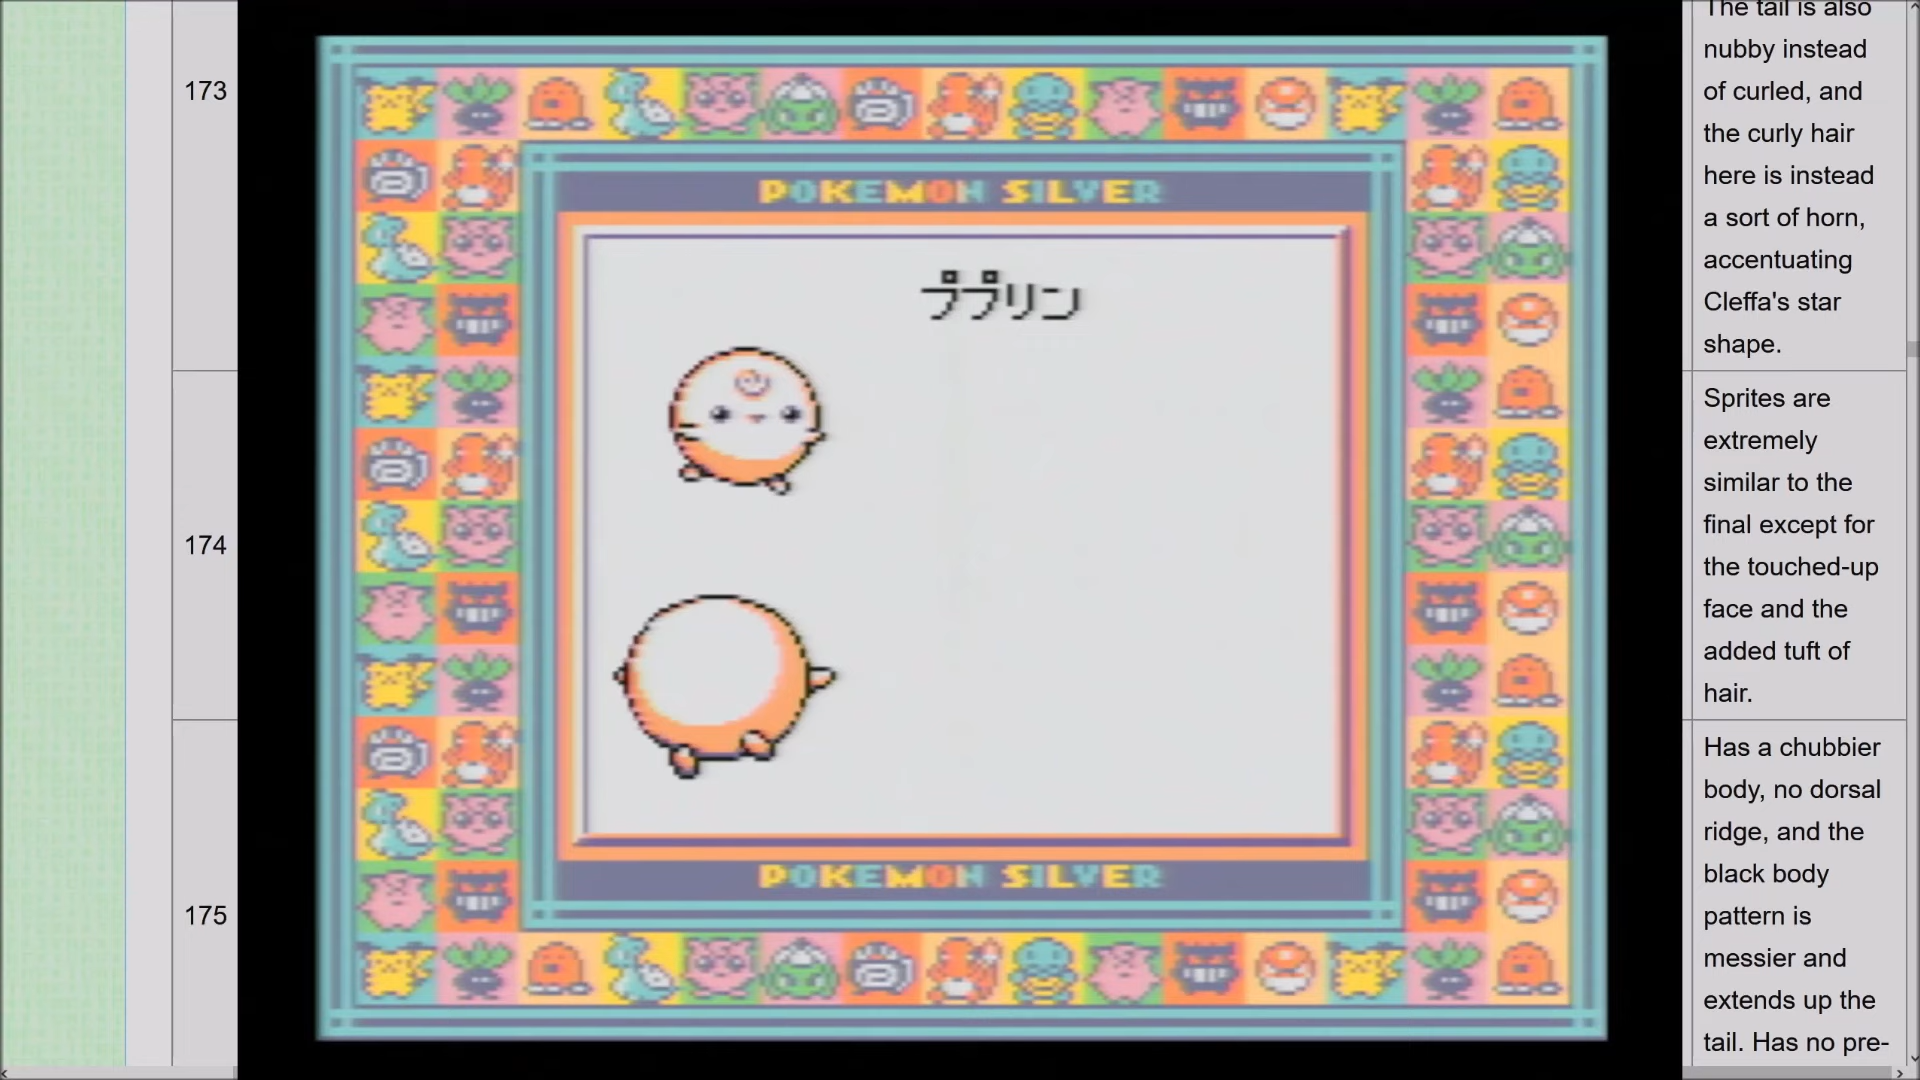 173
174
175
POKEMON SILVER
ププリン
POKEMON SILVER
The tail is also
nubby instead
of curled, and
the curly hair
here is instead
a sort of horn,
accentuating
Cleffa's star
shape.
Sprites are
extremely
similar to the
final except for
the touched-up
face and the
added tuft of
hair.
Has a chubbier
body, no dorsal
ridge, and the
black body
pattern is
messier and
extends up the
tail. Has no pre-